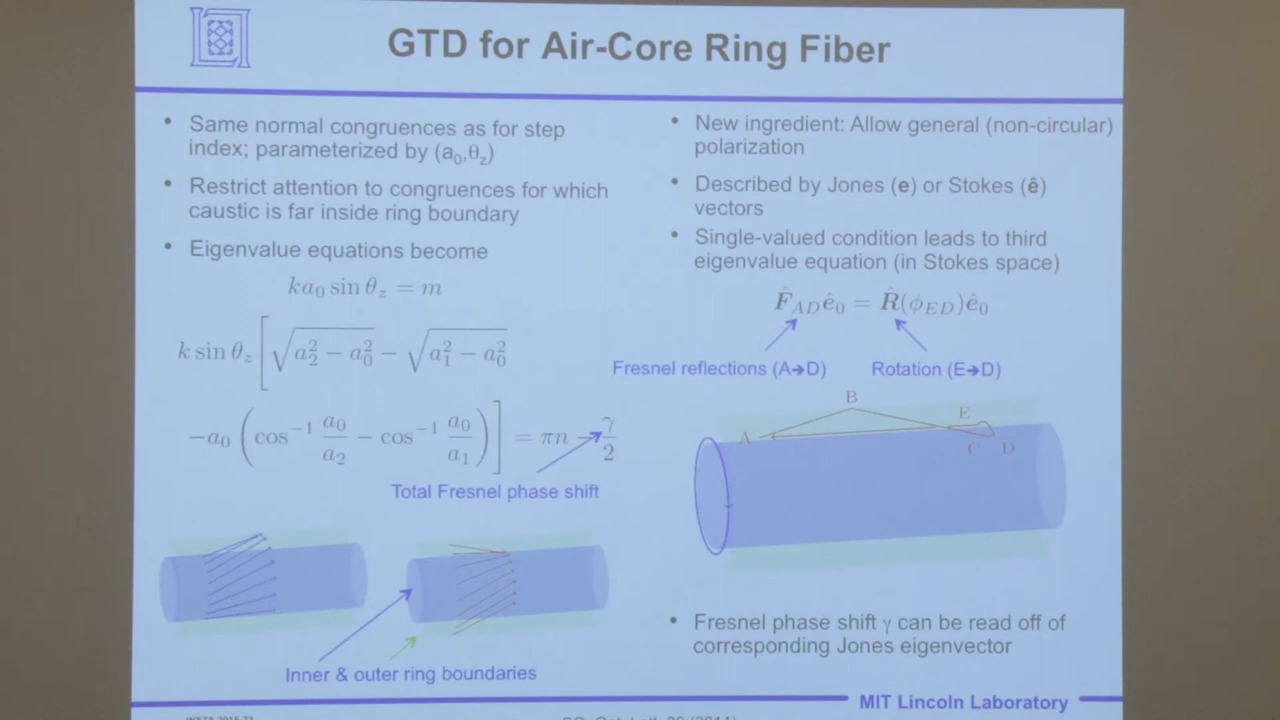 GTD for Air-Core Ring Fiber
• Same normal congruences as for step
index; parameterized by (a₀,θ_z)
• Restrict attention to congruences for which
caustic is far inside ring boundary
• Eigenvalue equations become
ka₀ sin θ_z = m
k sin θ_z [ √(a₂² − a₀²) − √(a₁² − a₀²)
−a₀ ( cos⁻¹ a₀/a₂ − cos⁻¹ a₀/a₁ ) ] = πn − γ/2
Total Fresnel phase shift
Inner & outer ring boundaries
• New ingredient: Allow general (non-circular)
polarization
• Described by Jones (e) or Stokes (ê)
vectors
• Single-valued condition leads to third
eigenvalue equation (in Stokes space)
F̂_AD ê₀ = R̂(ϕ_ED)ê₀
Fresnel reflections (A➔D)
Rotation (E➔D)
B
E
A
C D
• Fresnel phase shift γ can be read off of
corresponding Jones eigenvector
MIT Lincoln Laboratory